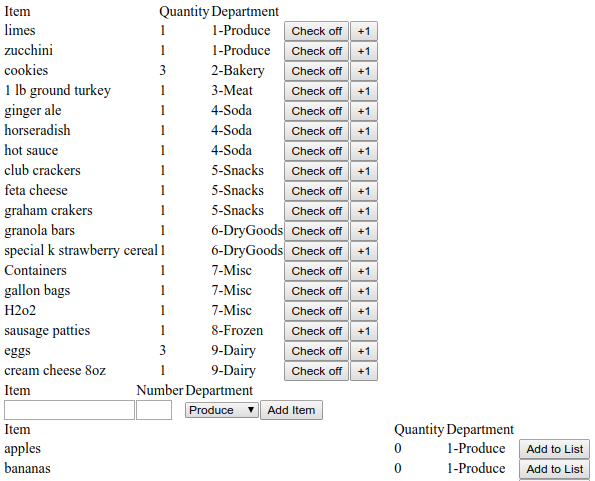 Item Quantity Department
limes 1 1-Produce Check off +1
zucchini 1 1-Produce Check off +1
cookies 3 2-Bakery Check off +1
1 lb ground turkey 1 3-Meat Check off +1
ginger ale 1 4-Soda Check off +1
horseradish 1 4-Soda Check off +1
hot sauce 1 4-Soda Check off +1
club crackers 1 5-Snacks Check off +1
feta cheese 1 5-Snacks Check off +1
graham crakers 1 5-Snacks Check off +1
granola bars 1 6-DryGoods Check off +1
special k strawberry cereal 1 6-DryGoods Check off +1
Containers 1 7-Misc Check off +1
gallon bags 1 7-Misc Check off +1
H2o2 1 7-Misc Check off +1
sausage patties 1 8-Frozen Check off +1
eggs 3 9-Dairy Check off +1
cream cheese 8oz 1 9-Dairy Check off +1
Item Number Department
Produce Add Item
Item Quantity Department
apples 0 1-Produce Add to List
bananas 0 1-Produce Add to List